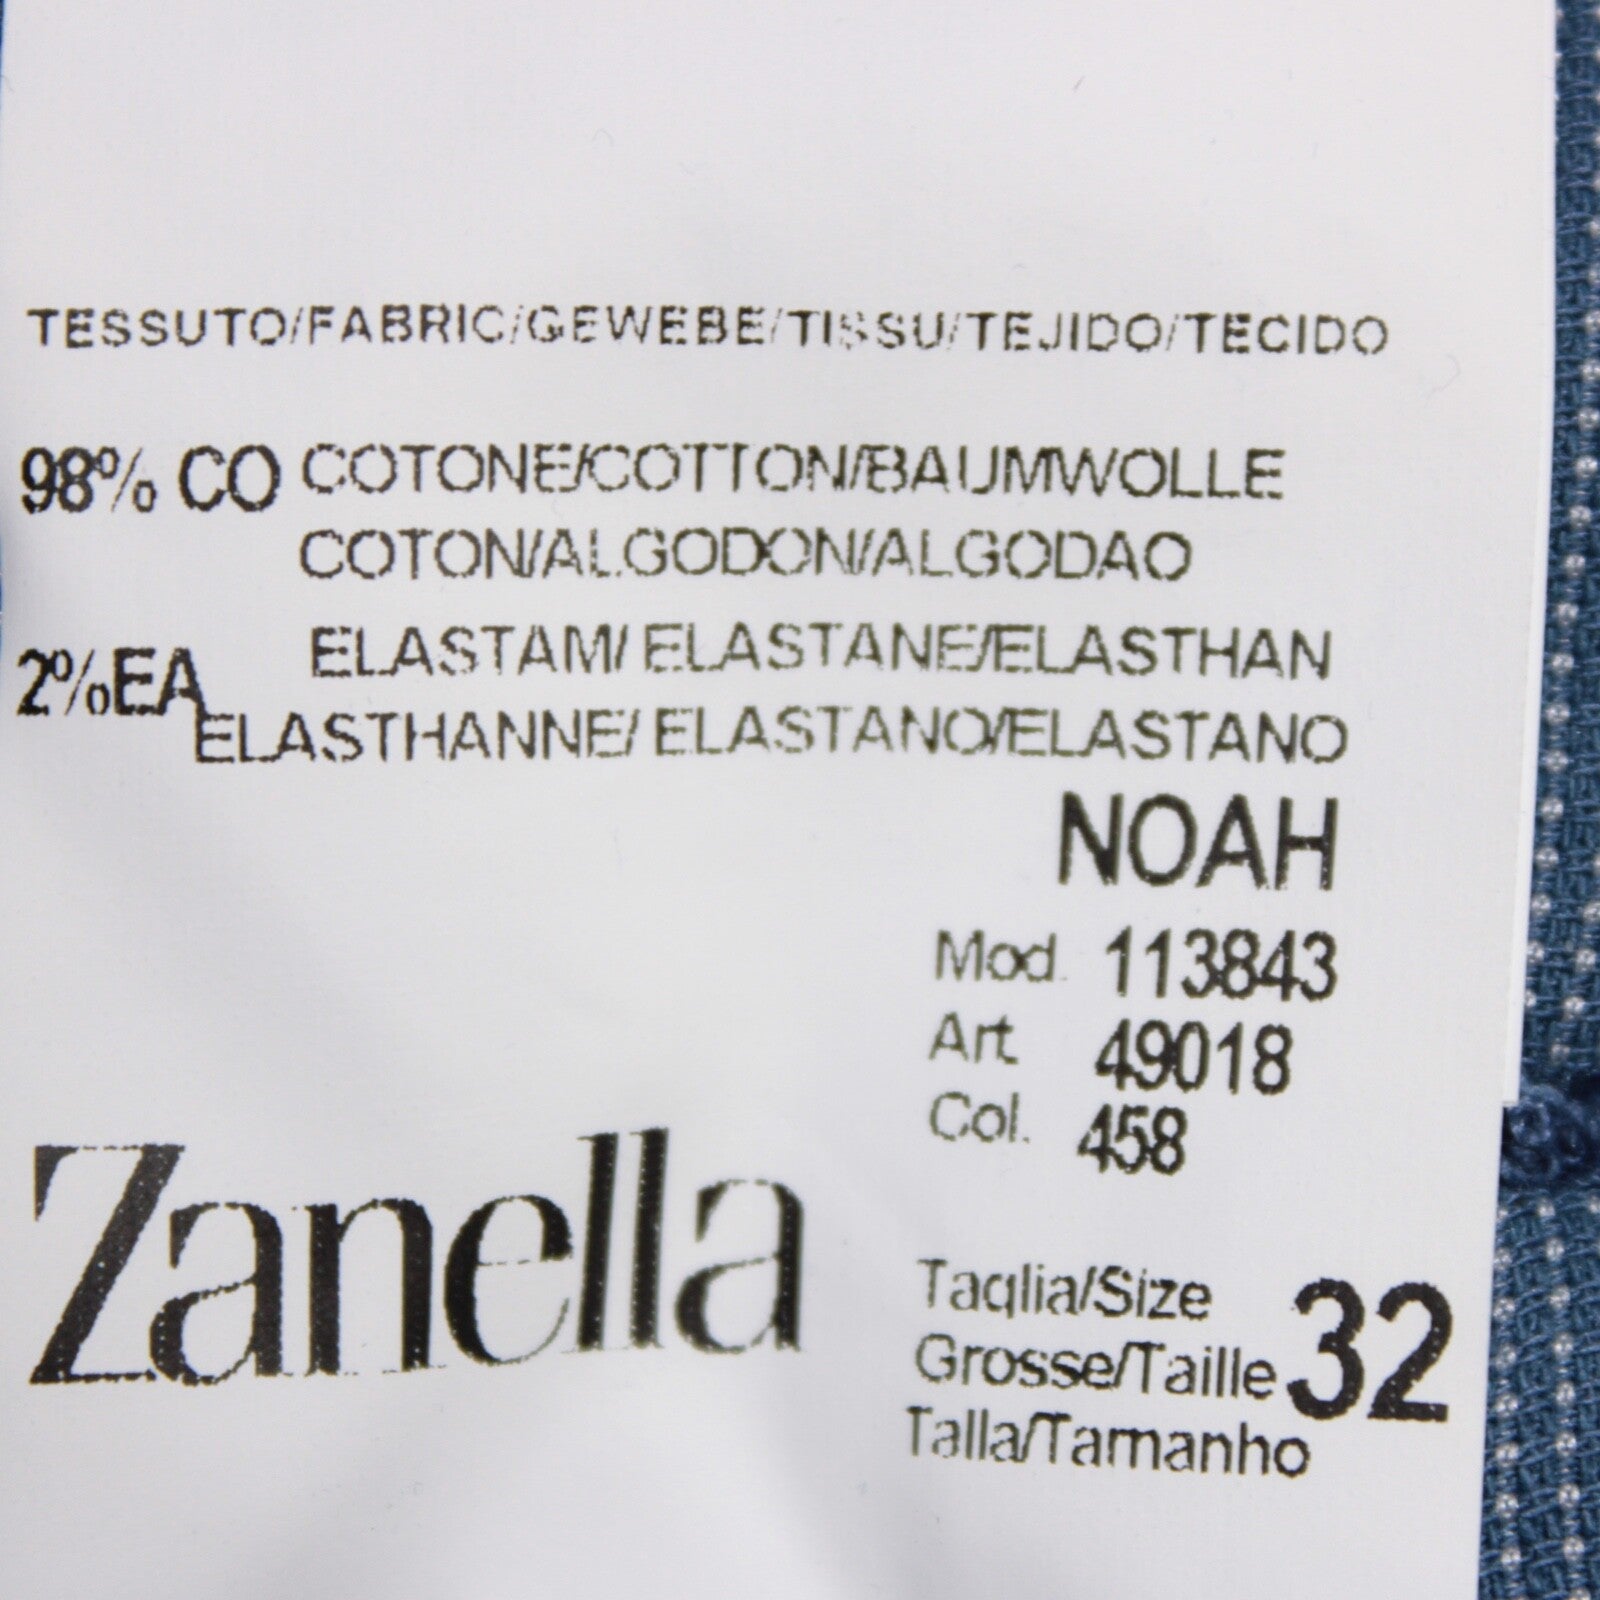 TESSUTO/FABRIC/GEWEBE/TISSU/TEJIDO/TECIDO
98% CO COTONE/COTTON/BAUMWOLLE
COTON/ALGODON/ALGODAO
2%EA ELASTAM/ ELASTANE/ELASTHAN
ELASTHANNE/ ELASTANO/ELASTANO
NOAH
Mod. 113843
Art 49018
Col. 458
Zanella
Taglia/Size
Grosse/Taille 32
Talla/Tamanho